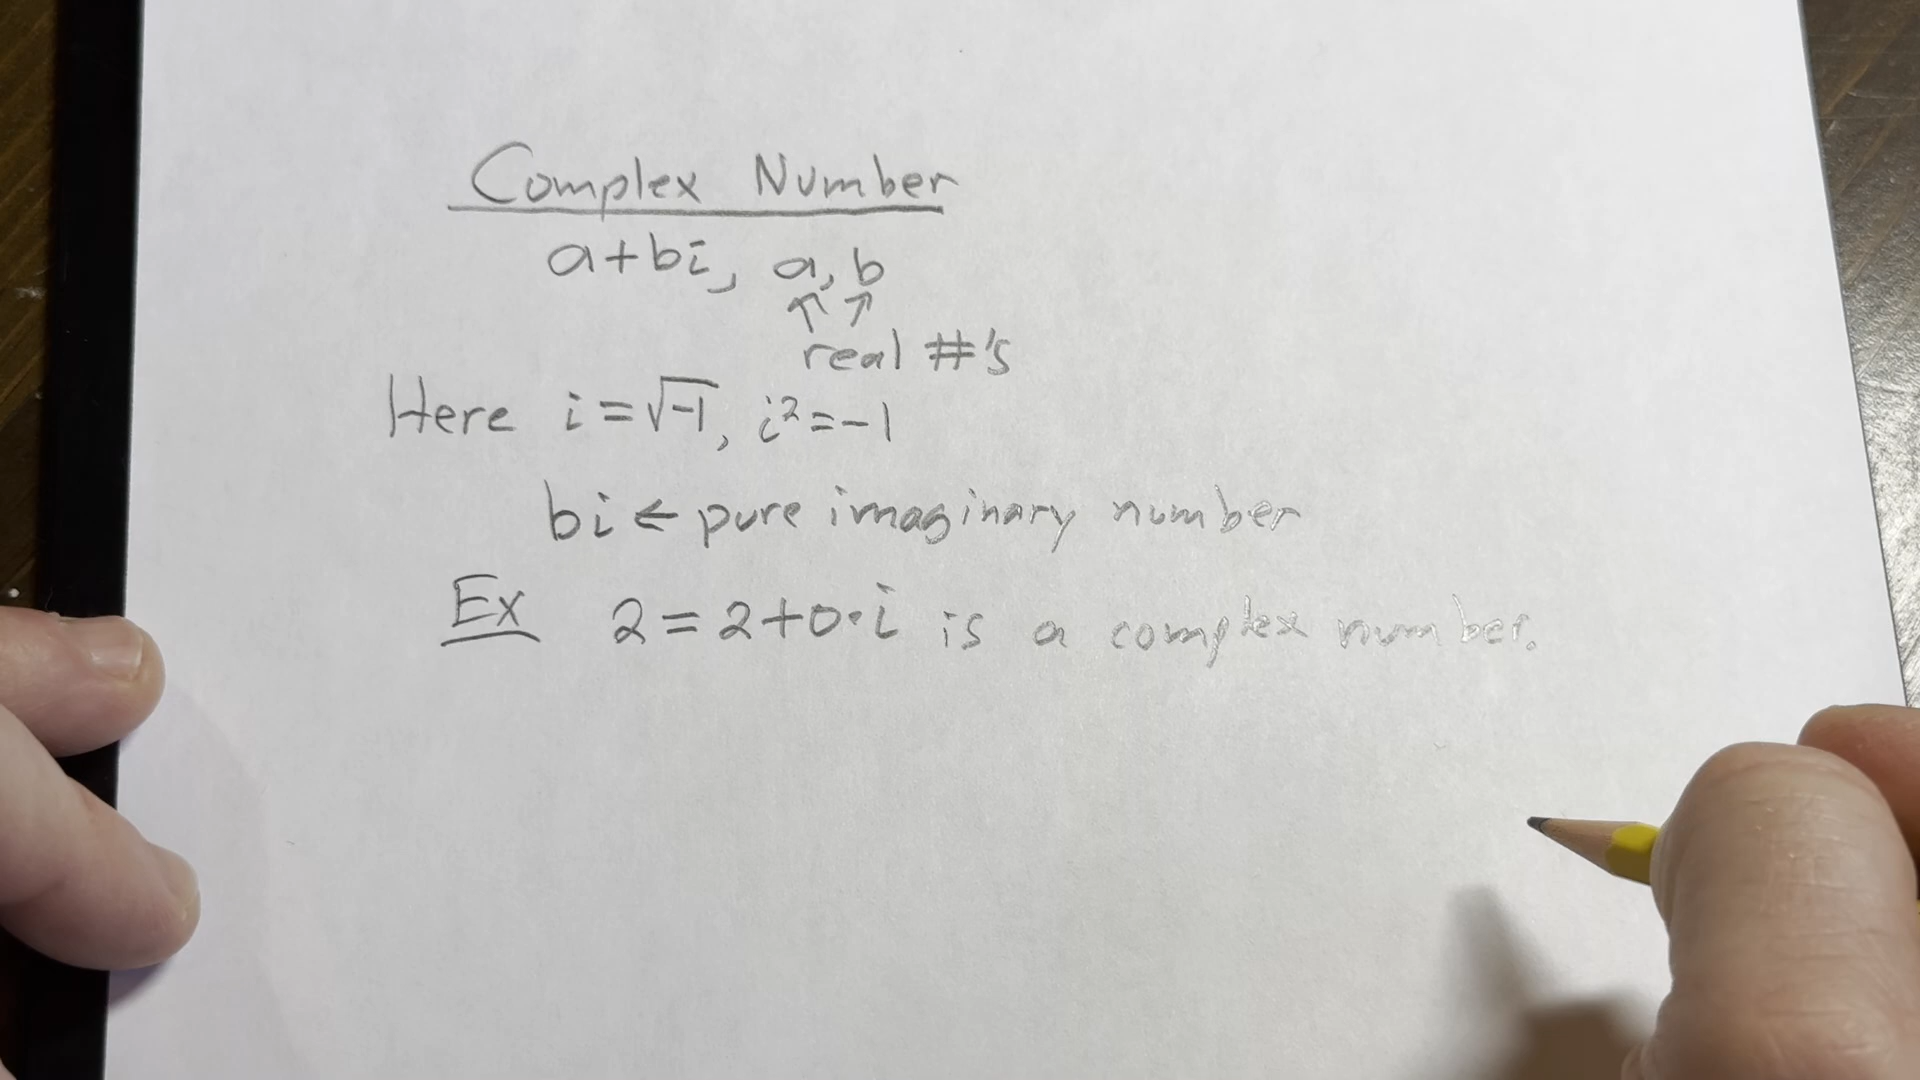 Complex Number
a+bi, a, b
↑ ↗
real #'s
Here i=√-1, i²=-1
bi ← pure imaginary number
Ex 2=2+0·i is a complex number.